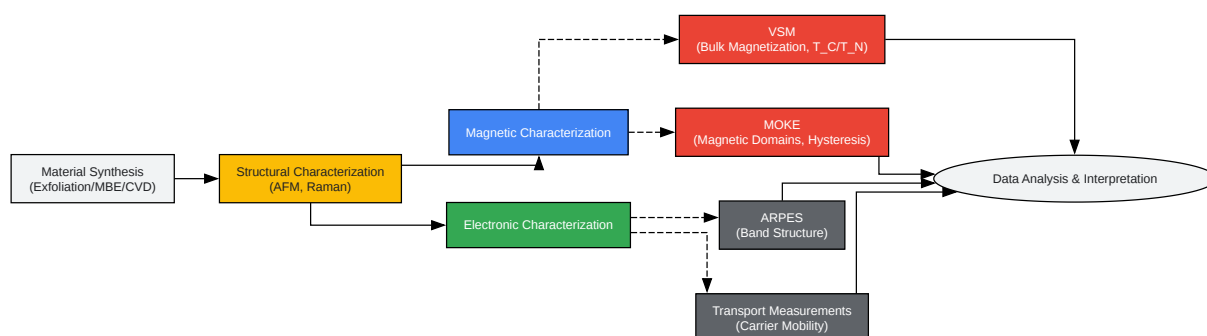 VSM
(Bulk Magnetization, T_C/T_N)
Magnetic Characterization
MOKE
(Magnetic Domains, Hysteresis)
Material Synthesis
(Exfoliation/MBE/CVD)
Structural Characterization
(AFM, Raman)
Data Analysis & Interpretation
Electronic Characterization
ARPES
(Band Structure)
Transport Measurements
(Carrier Mobility)